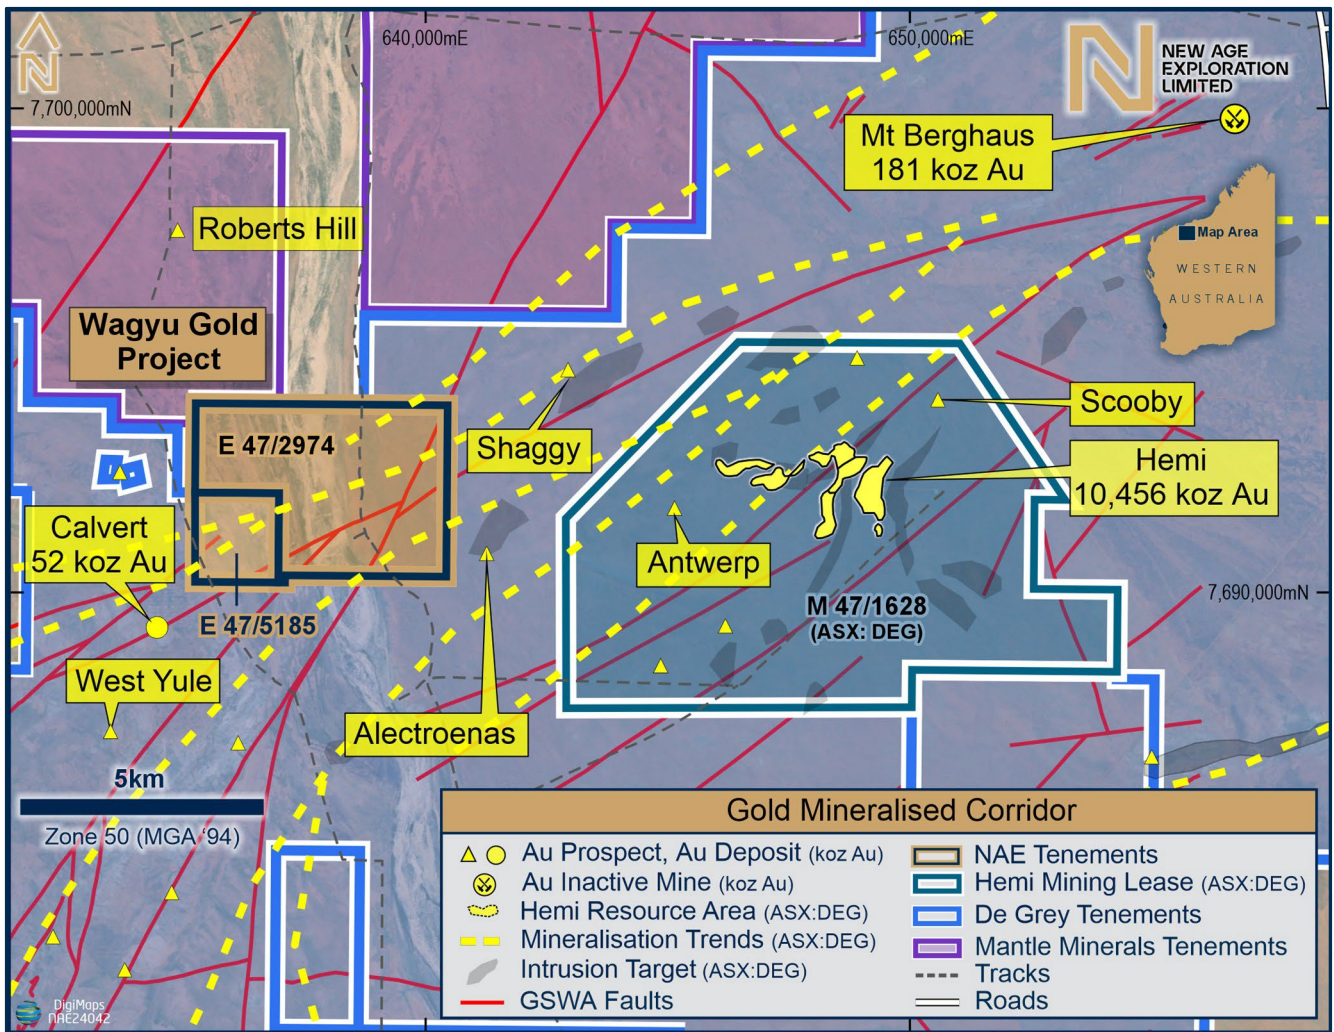 N
640,000mE
650,000mE
N
NEW AGE
EXPLORATION
LIMITED
7,700,000mN
Mt Berghaus
181 koz Au
Roberts Hill
Map Area
WESTERN
AUSTRALIA
Wagyu Gold
Project
Shaggy
Scooby
E 47/2974
Hemi
10,456 koz Au
Calvert
52 koz Au
Antwerp
7,690,000mN
M 47/1628
(ASX: DEG)
E 47/5185
West Yule
Alectroenas
5km
Zone 50 (MGA '94)
Gold Mineralised Corridor
Au Prospect, Au Deposit (koz Au)
Au Inactive Mine (koz Au)
Hemi Resource Area (ASX:DEG)
Mineralisation Trends (ASX:DEG)
Intrusion Target (ASX:DEG)
GSWA Faults
NAE Tenements
Hemi Mining Lease (ASX:DEG)
De Grey Tenements
Mantle Minerals Tenements
Tracks
Roads
DigiMaps
NAE24042